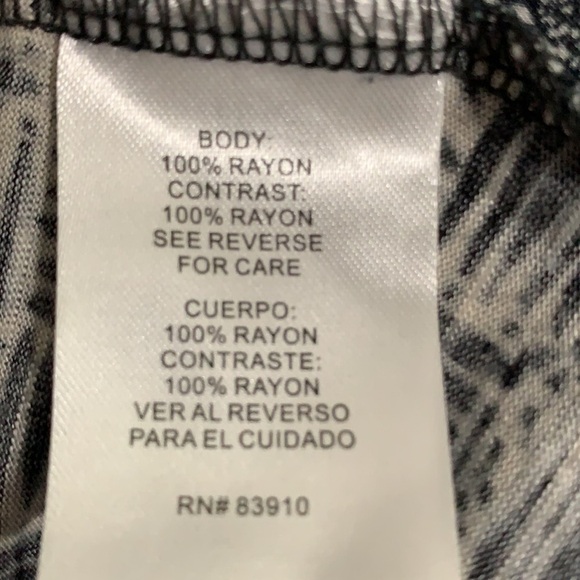 BODY:
100% RAYON
CONTRAST:
100% RAYON
SEE REVERSE
FOR CARE
CUERPO:
100% RAYON
CONTRASTE:
100% RAYON
VER AL REVERSO
PARA EL CUIDADO
RN# 83910